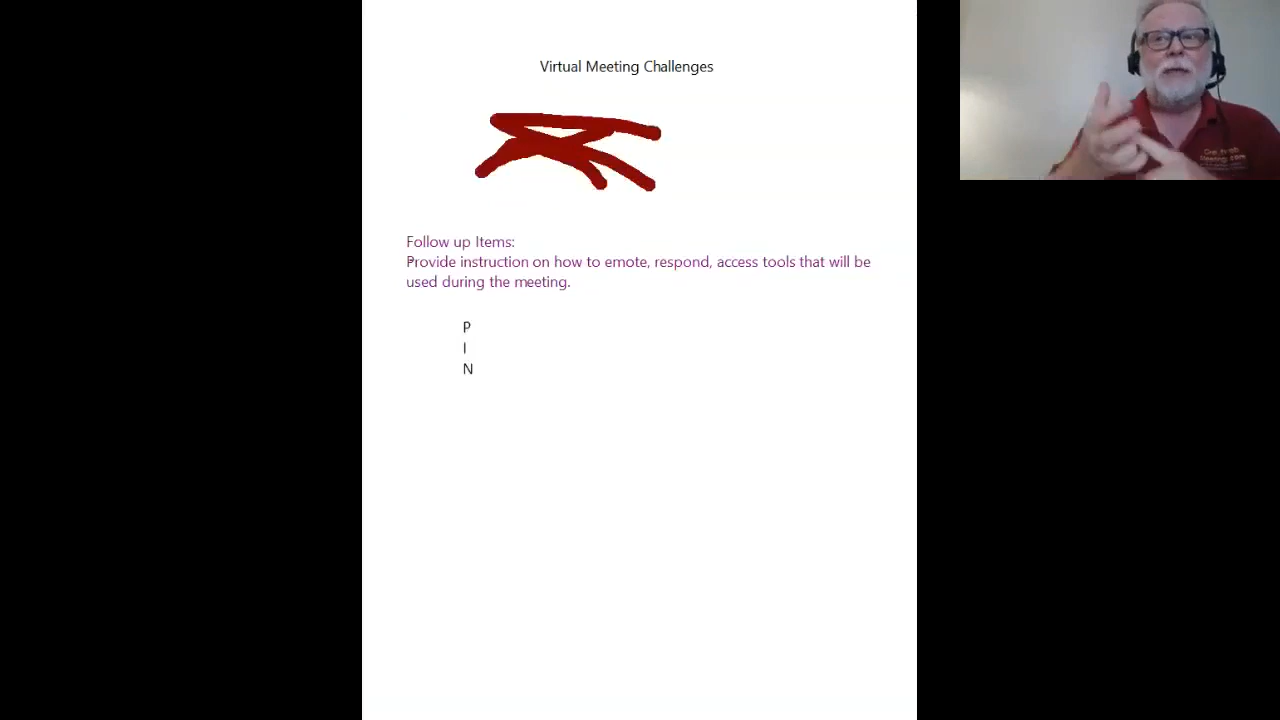 Virtual Meeting Challenges
Follow up Items:
Provide instruction on how to emote, respond, access tools that will be
used during the meeting.
P
I
N